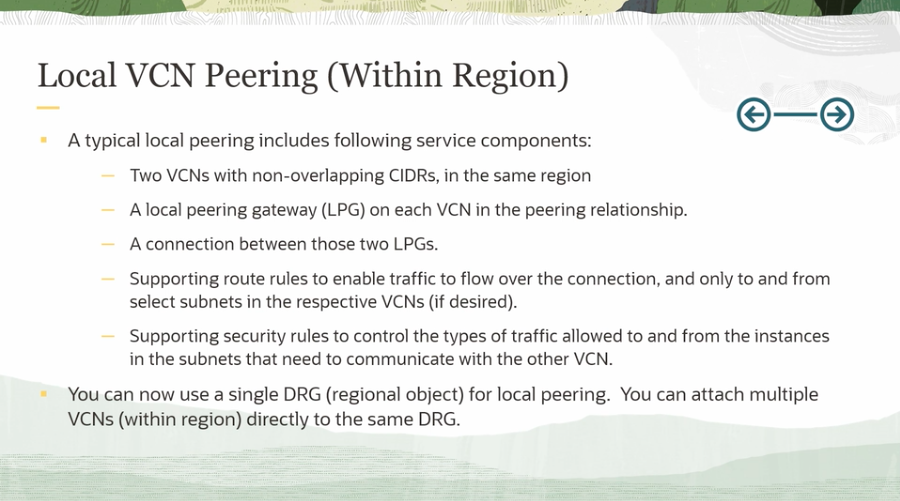 Local VCN Peering (Within Region)
A typical local peering includes following service components:
Two VCNs with non-overlapping CIDRs, in the same region
A local peering gateway (LPG) on each VCN in the peering relationship.
A connection between those two LPGs.
Supporting route rules to enable traffic to flow over the connection, and only to and from
select subnets in the respective VCNs (if desired).
Supporting security rules to control the types of traffic allowed to and from the instances
in the subnets that need to communicate with the other VCN.
You can now use a single DRG (regional object) for local peering.  You can attach multiple
VCNs (within region) directly to the same DRG.